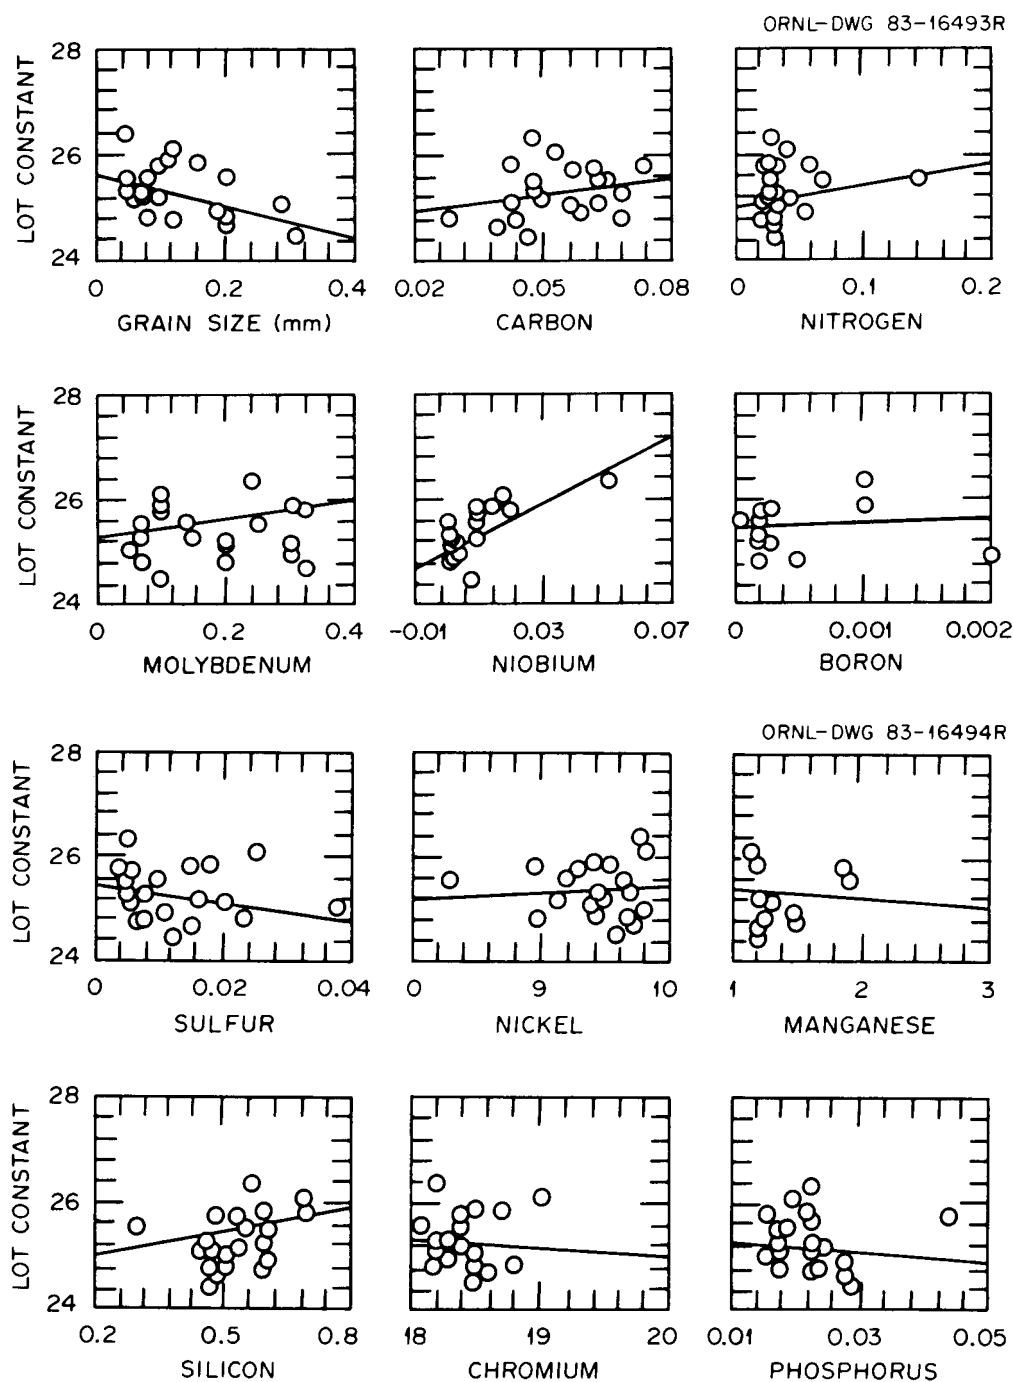 ORNL-DWG 83-16493R
28
26
24
LOT CONSTANT
0 0.2 0.4
GRAIN SIZE (mm)
0.02 0.05 0.08
CARBON
0 0.1 0.2
NITROGEN
28
26
24
LOT CONSTANT
0 0.2 0.4
MOLYBDENUM
-0.01 0.03 0.07
NIOBIUM
0 0.001 0.002
BORON
ORNL-DWG 83-16494R
28
26
24
LOT CONSTANT
0 0.02 0.04
SULFUR
0 9 10
NICKEL
1 2 3
MANGANESE
28
26
24
LOT CONSTANT
0.2 0.5 0.8
SILICON
18 19 20
CHROMIUM
0.01 0.03 0.05
PHOSPHORUS